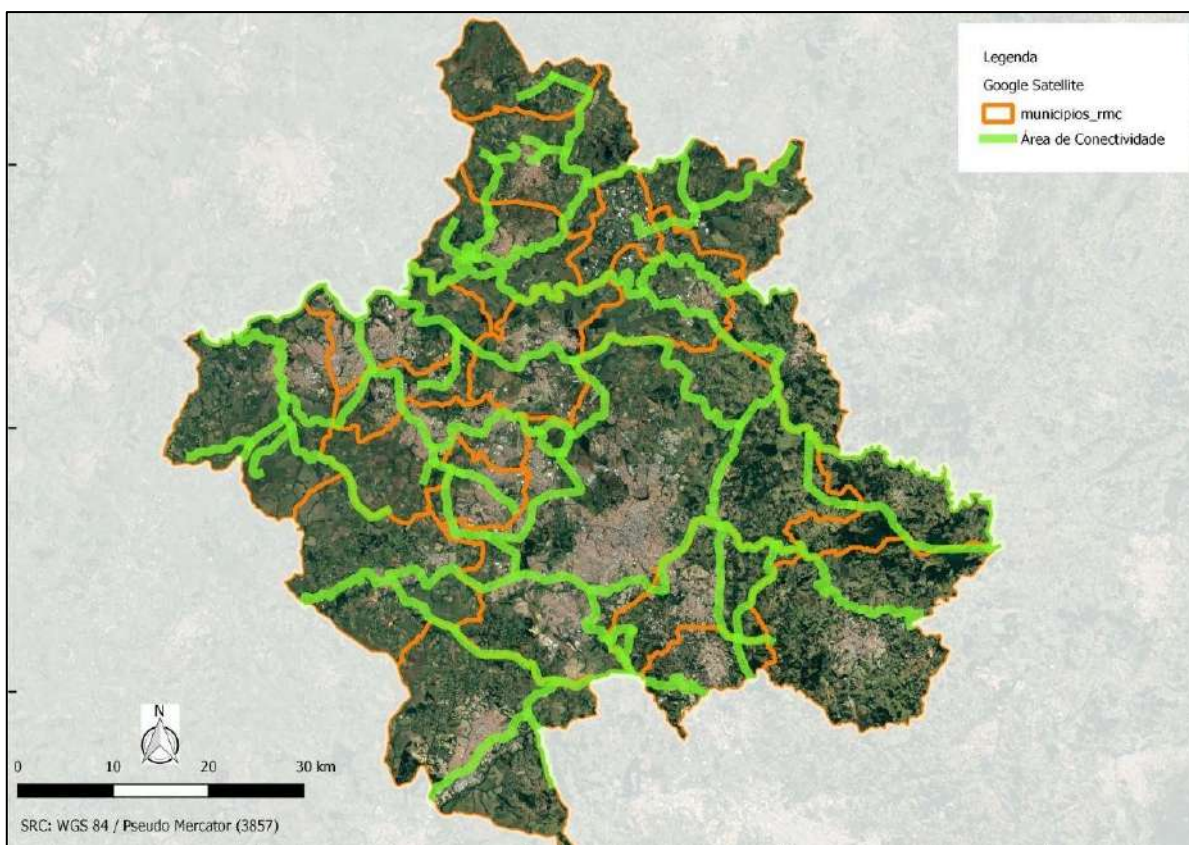 Legenda
Google Satellite
municipios_rmc
Área de Conectividade
N
0 10 20 30 km
SRC: WGS 84 / Pseudo Mercator (3857)